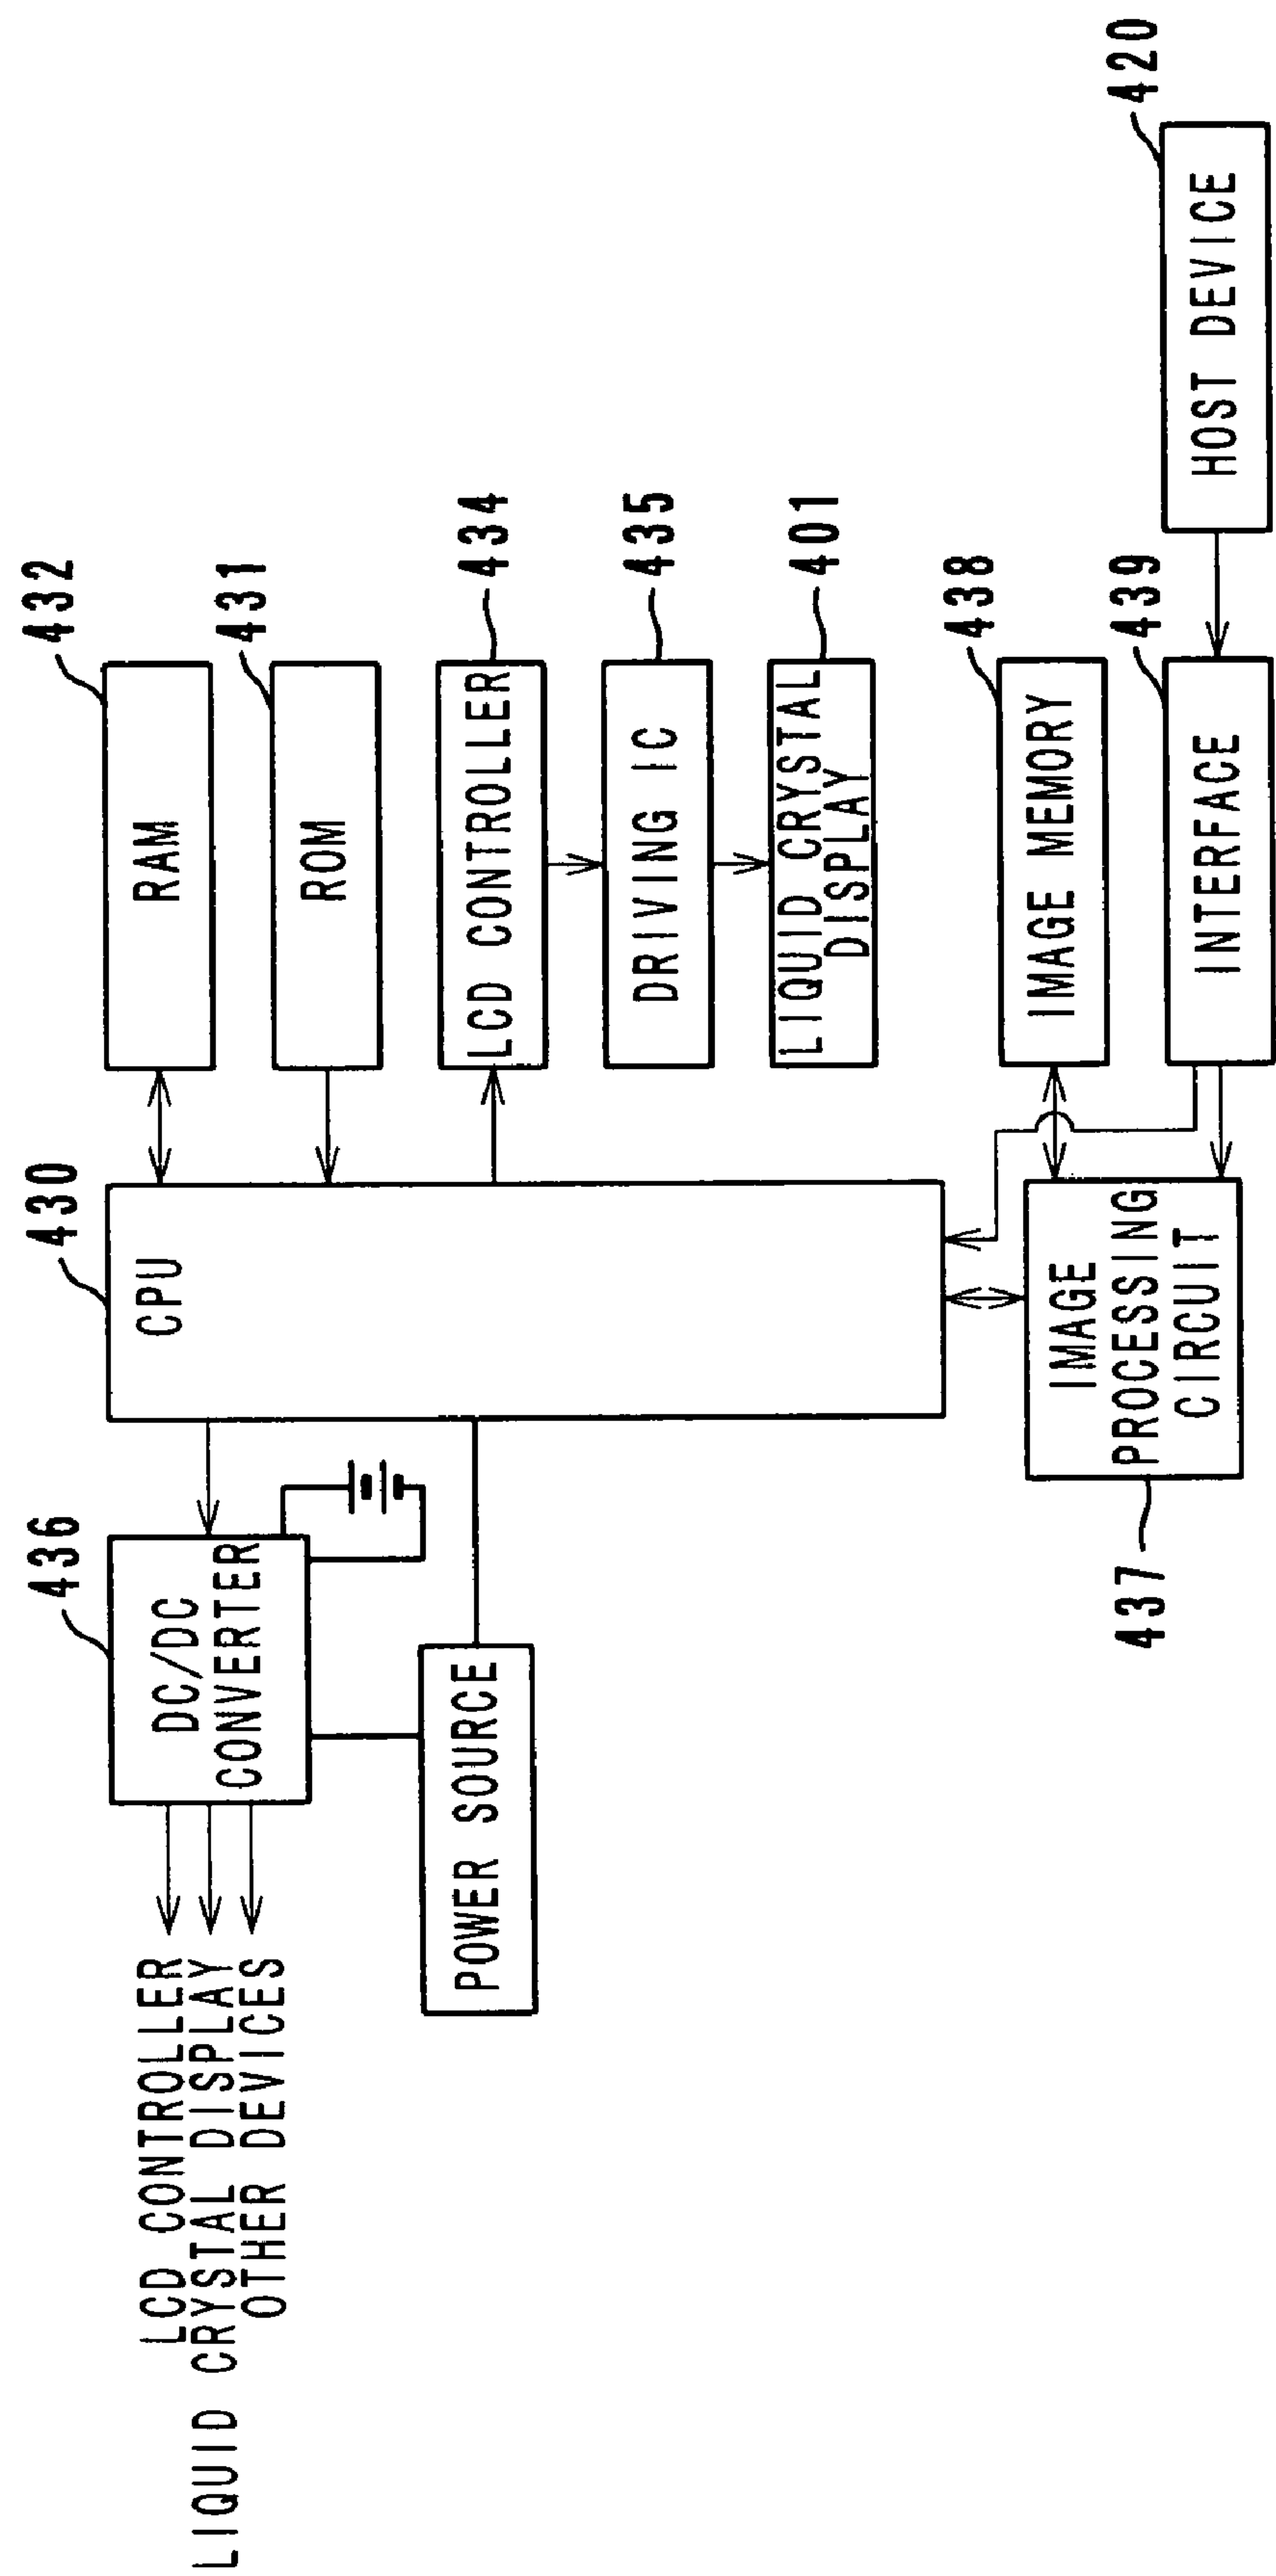 436
430
432
LCD CONTROLLER
LIQUID CRYSTAL DISPLAY
OTHER DEVICES
DC/DC
CONVERTER
CPU
RAM
431
ROM
POWER SOURCE
434
LCD CONTROLLER
435
DRIVING IC
401
LIQUID CRYSTAL
DISPLAY
438
IMAGE MEMORY
IMAGE
PROCESSING
CIRCUIT
437
439
INTERFACE
420
HOST DEVICE